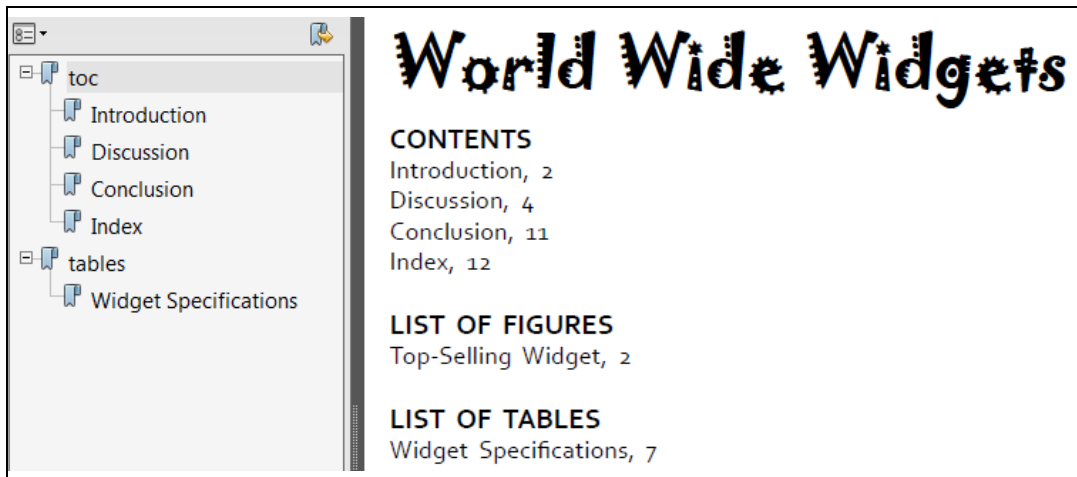 toc
Introduction
Discussion
Conclusion
Index
tables
Widget Specifications
World Wide Widgets
CONTENTS
Introduction, 2
Discussion, 4
Conclusion, 11
Index, 12
LIST OF FIGURES
Top-Selling Widget, 2
LIST OF TABLES
Widget Specifications, 7